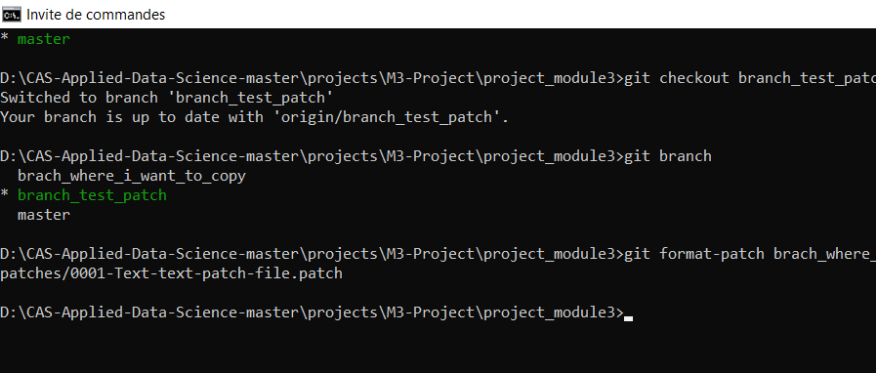 Invite de commandes
* master
D:\CAS-Applied-Data-Science-master\projects\M3-Project\project_module3>git checkout branch_test_patc
Switched to branch 'branch_test_patch'
Your branch is up to date with 'origin/branch_test_patch'.
D:\CAS-Applied-Data-Science-master\projects\M3-Project\project_module3>git branch
brach_where_i_want_to_copy
* branch_test_patch
master
D:\CAS-Applied-Data-Science-master\projects\M3-Project\project_module3>git format-patch brach_where_
patches/0001-Text-text-patch-file.patch
D:\CAS-Applied-Data-Science-master\projects\M3-Project\project_module3>